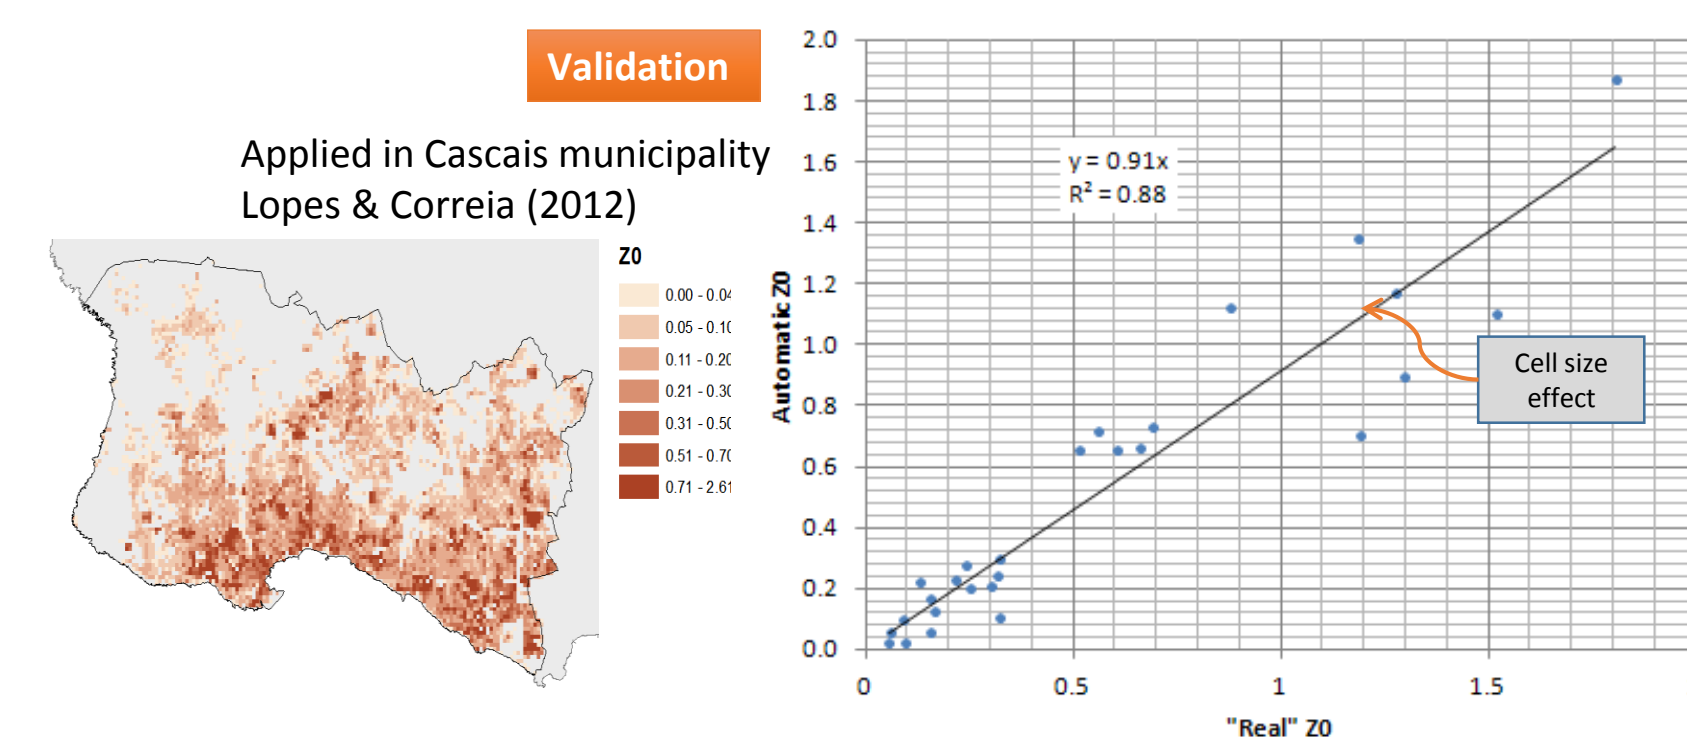 Validation
Applied in Cascais municipality
Lopes & Correia (2012)
Z0
0.00 - 0.04
0.05 - 0.10
0.11 - 0.20
0.21 - 0.30
0.31 - 0.50
0.51 - 0.70
0.71 - 2.61
2.0
1.8
1.6
1.4
1.2
1.0
0.8
0.6
0.4
0.2
0.0
Automatic Z0
y = 0.91x
R² = 0.88
Cell size
effect
0
0.5
1
1.5
"Real" Z0